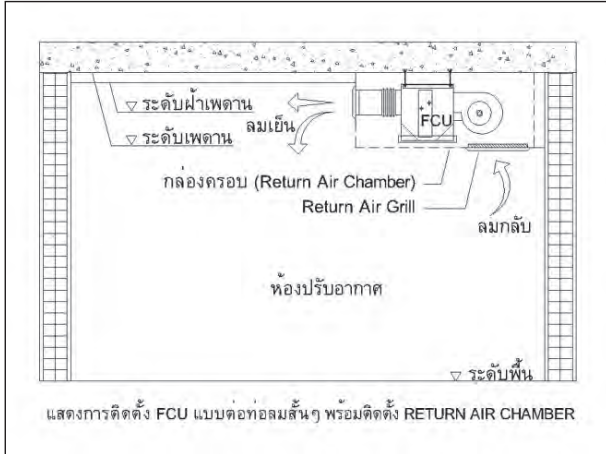 ▽ ระดับฝ้าเพดาน
ลมเย็น
▽ ระดับเพดาน
FCU
กล่องครอบ (Return Air Chamber)
Return Air Grill
ลมกลับ
ห้องปรับอากาศ
▽ ระดับพื้น
แสดงการติดตั้ง FCU แบบต่อท่อลมสั้นๆ พร้อมติดตั้ง RETURN AIR CHAMBER